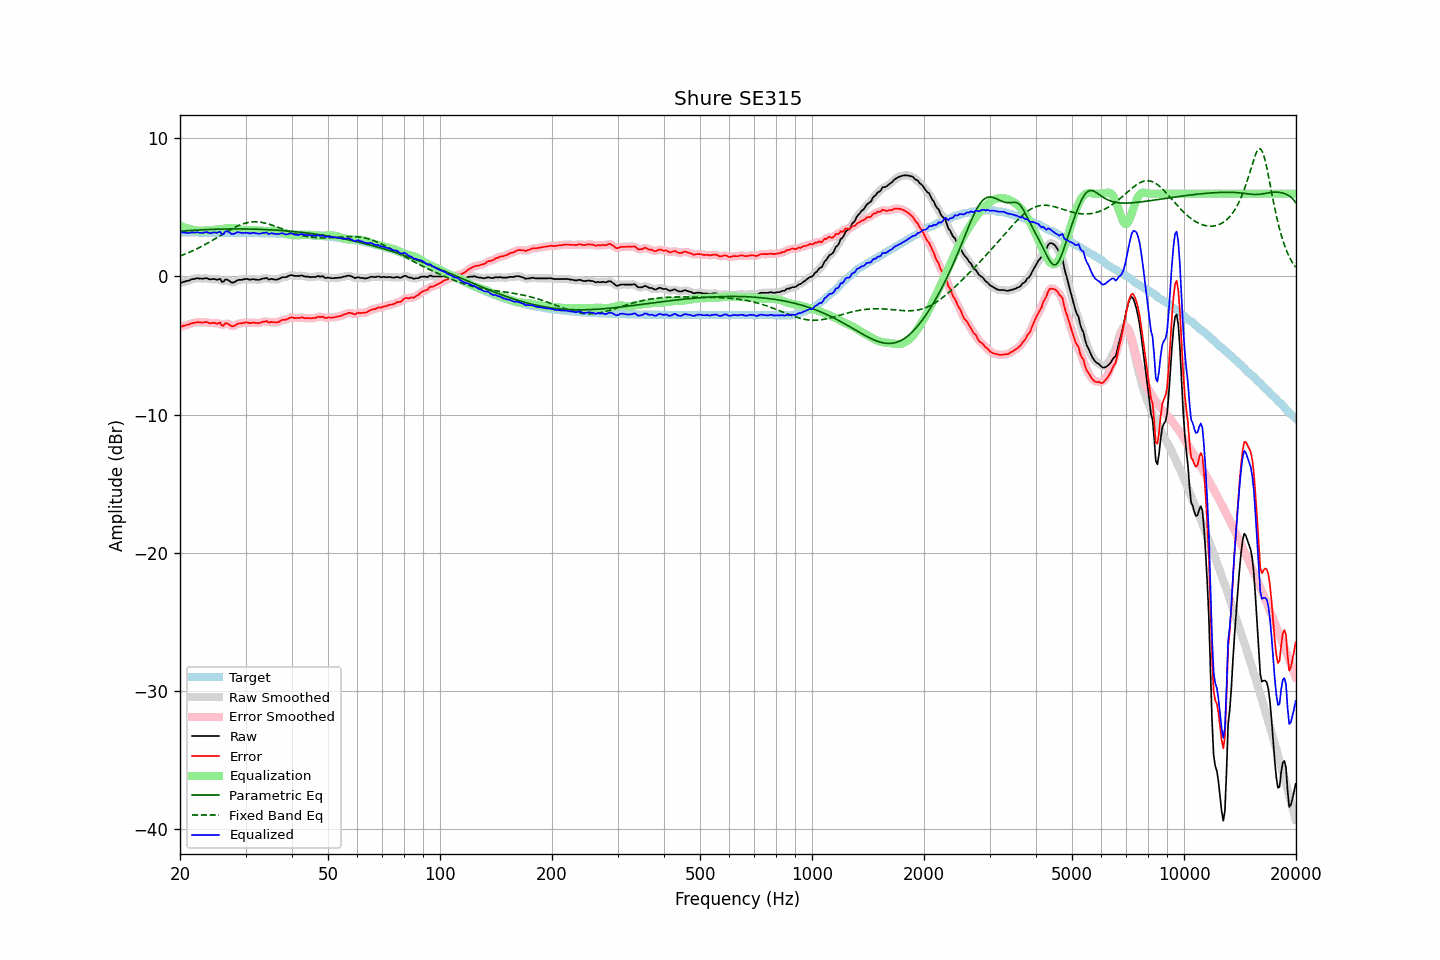 Shure SE315
Amplitude (dBr)
10
0
−10
−20
−30
−40
Target
Raw Smoothed
Error Smoothed
Raw
Error
Equalization
Parametric Eq
Fixed Band Eq
Equalized
20 50 100 200 500 1000 2000 5000 10000 20000
Frequency (Hz)